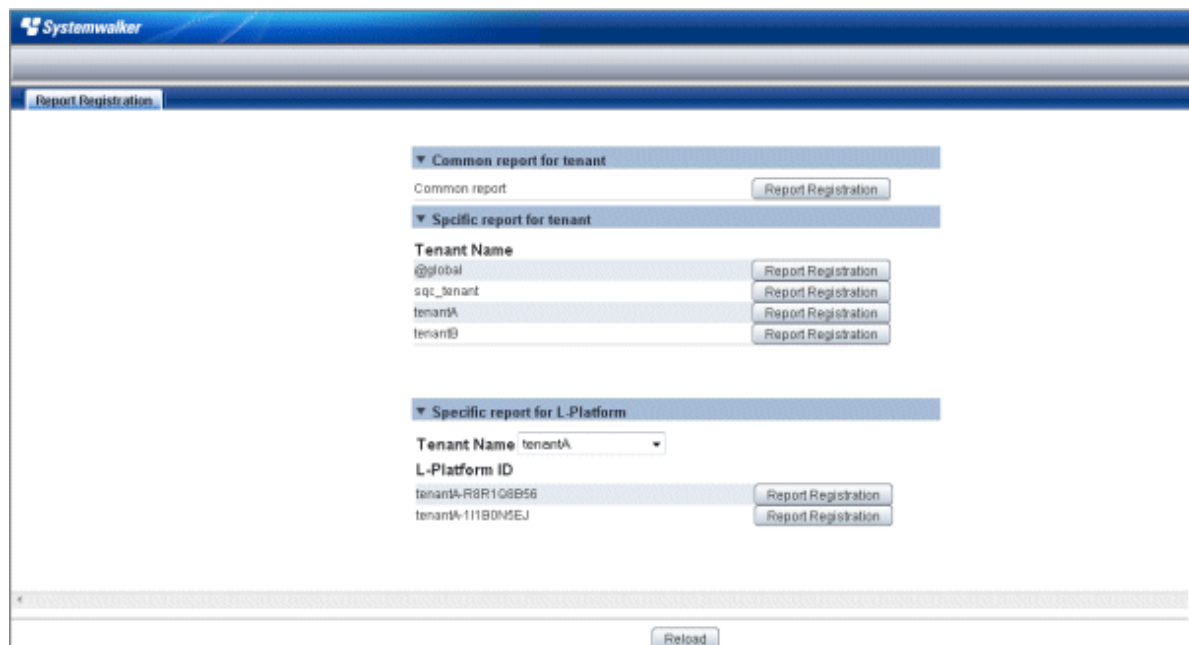 Systemwalker
Report Registration
▼ Common report for tenant
Common report Report Registration
▼ Spcific report for tenant
Tenant Name
@global Report Registration
sqc_tenant Report Registration
tenantA Report Registration
tenantB Report Registration
▼ Specific report for L-Platform
Tenant Name tenantA
L-Platform ID
tenantA-R8R1Q8B56 Report Registration
tenantA-1I1B0N5EJ Report Registration
Reload